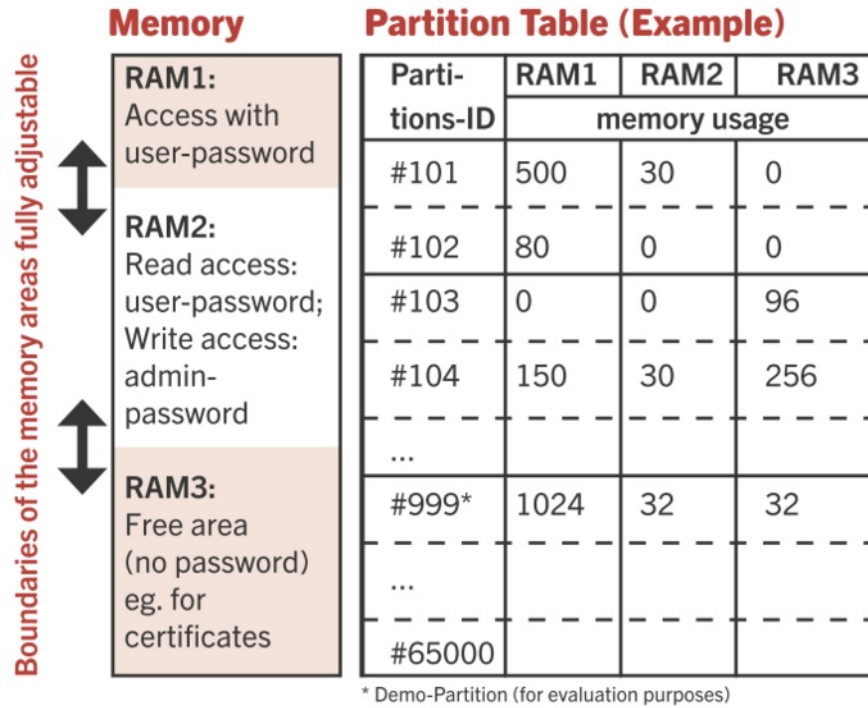 Boundaries of the memory areas fully adjustable
Memory
RAM1:
Access with
user-password
RAM2:
Read access:
user-password;
Write access:
admin-
password
RAM3:
Free area
(no password)
eg. for
certificates
Partition Table (Example)
Parti- RAM1 RAM2 RAM3
tions-ID memory usage
#101 500 30 0
#102 80 0 0
#103 0 0 96
#104 150 30 256
...
#999* 1024 32 32
...
#65000
* Demo-Partition (for evaluation purposes)